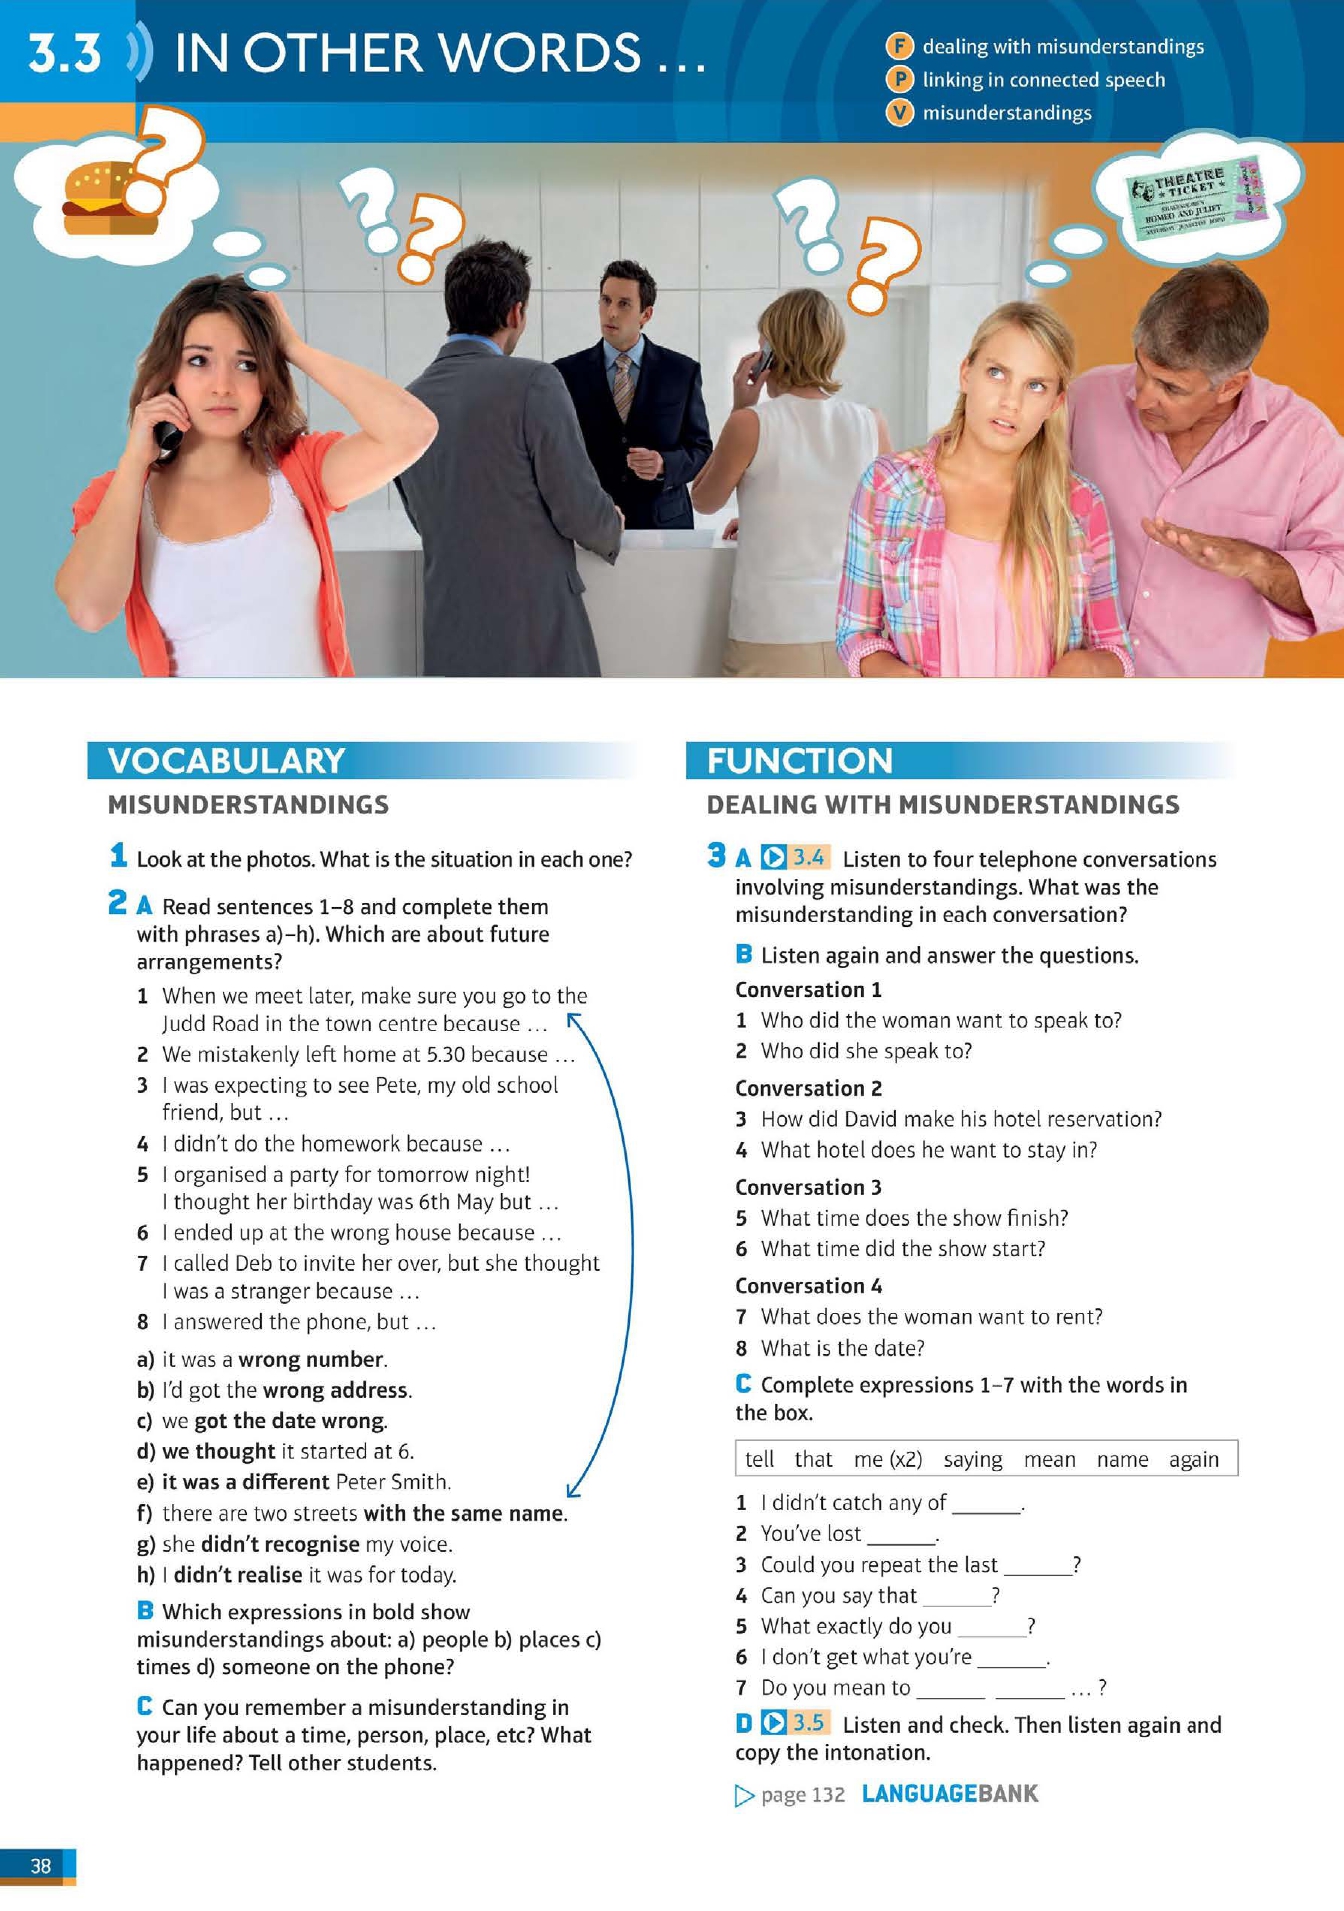 3.3 IN OTHER WORDS ...
F dealing with misunderstandings
P linking in connected speech
V misunderstandings
THEATRE
TICKET
ROMEO AND JULIET
VOCABULARY
MISUNDERSTANDINGS
1 Look at the photos. What is the situation in each one?
2 A Read sentences 1–8 and complete them
with phrases a)–h). Which are about future
arrangements?
1 When we meet later, make sure you go to the
Judd Road in the town centre because ...
2 We mistakenly left home at 5.30 because ...
3 I was expecting to see Pete, my old school
friend, but ...
4 I didn't do the homework because ...
5 I organised a party for tomorrow night!
I thought her birthday was 6th May but ...
6 I ended up at the wrong house because ...
7 I called Deb to invite her over, but she thought
I was a stranger because ...
8 I answered the phone, but ...
a) it was a wrong number.
b) I'd got the wrong address.
c) we got the date wrong.
d) we thought it started at 6.
e) it was a different Peter Smith.
f) there are two streets with the same name.
g) she didn't recognise my voice.
h) I didn't realise it was for today.
B Which expressions in bold show
misunderstandings about: a) people b) places c)
times d) someone on the phone?
C Can you remember a misunderstanding in
your life about a time, person, place, etc? What
happened? Tell other students.
FUNCTION
DEALING WITH MISUNDERSTANDINGS
3 A 3.4 Listen to four telephone conversations
involving misunderstandings. What was the
misunderstanding in each conversation?
B Listen again and answer the questions.
Conversation 1
1 Who did the woman want to speak to?
2 Who did she speak to?
Conversation 2
3 How did David make his hotel reservation?
4 What hotel does he want to stay in?
Conversation 3
5 What time does the show finish?
6 What time did the show start?
Conversation 4
7 What does the woman want to rent?
8 What is the date?
C Complete expressions 1–7 with the words in
the box.
tell that me (x2) saying mean name again
1 I didn't catch any of ______.
2 You've lost ______.
3 Could you repeat the last ______?
4 Can you say that ______?
5 What exactly do you ______?
6 I don't get what you're ______.
7 Do you mean to ______ ______ ... ?
D 3.5 Listen and check. Then listen again and
copy the intonation.
page 132 LANGUAGEBANK
38